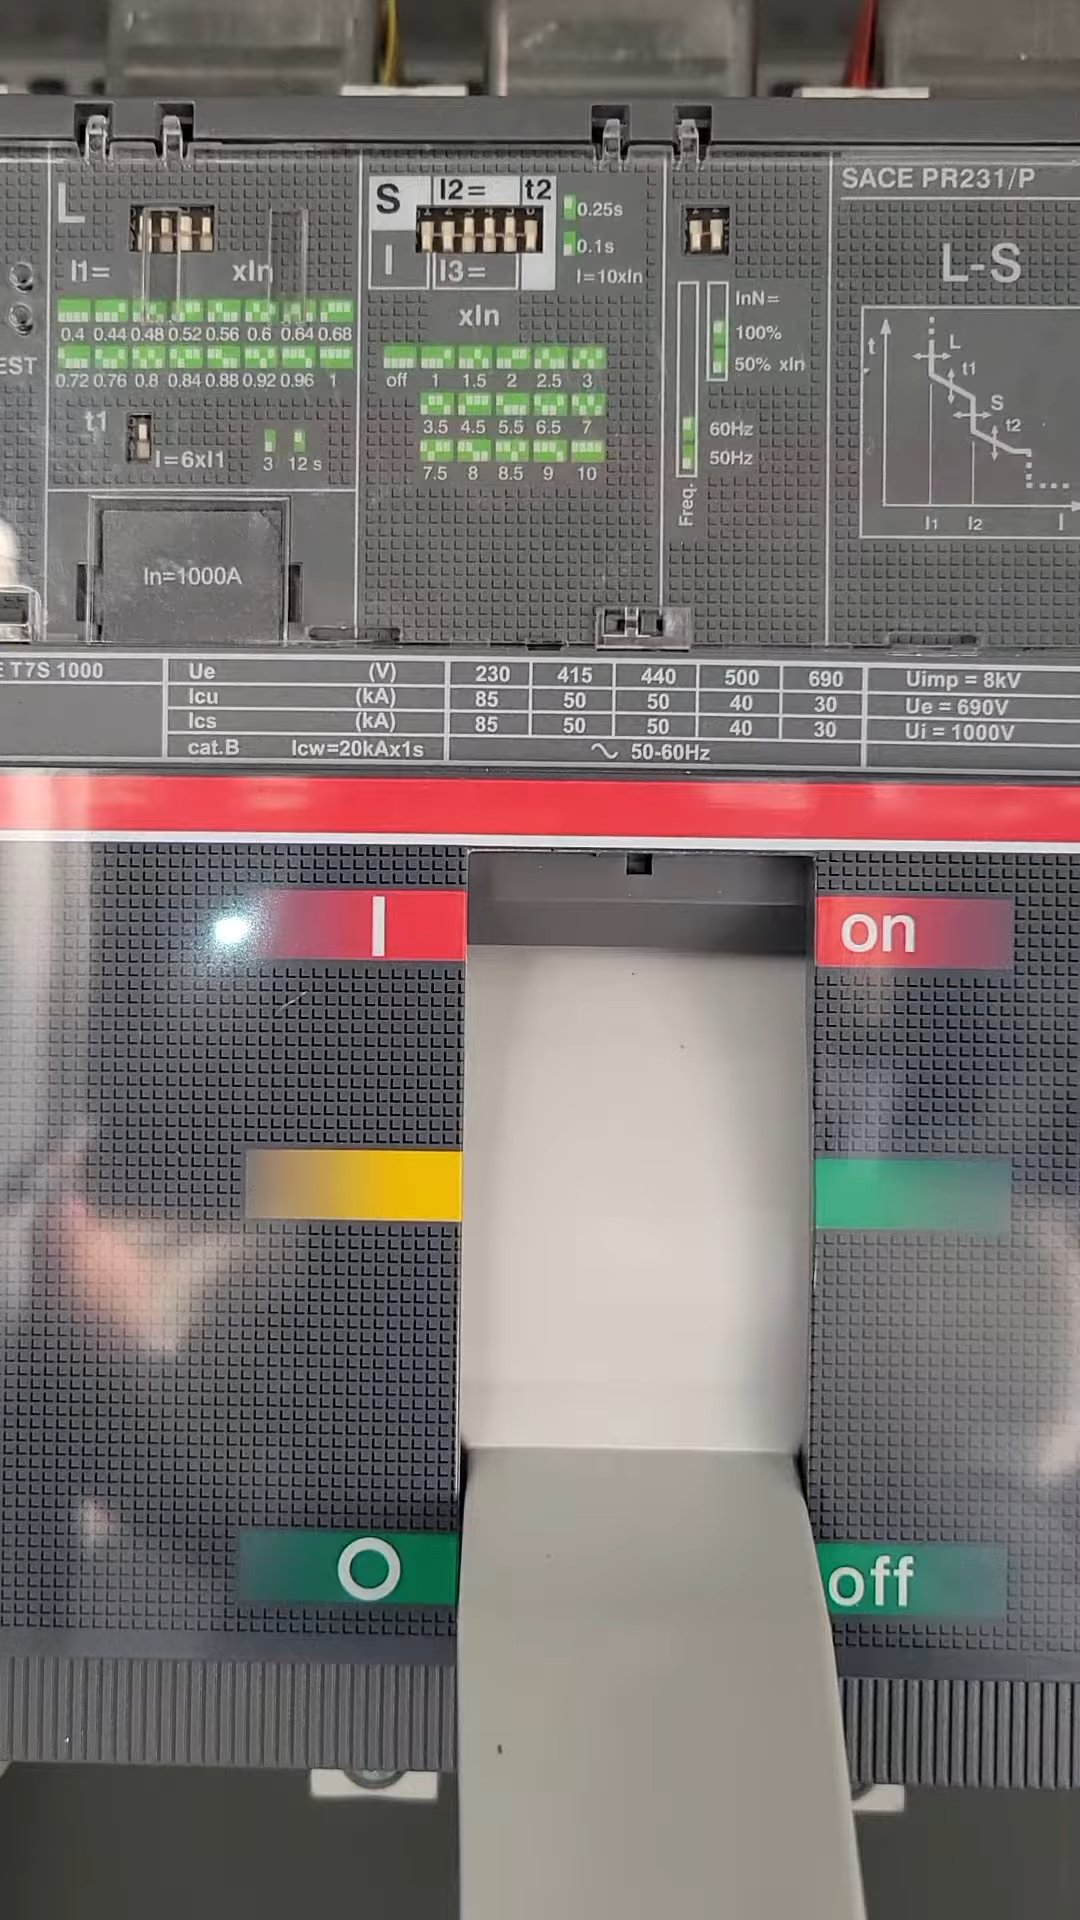 SACE PR231/P
L
I1= xIn
0.4 0.44 0.48 0.52 0.56 0.6 0.64 0.68
0.72 0.76 0.8 0.84 0.88 0.92 0.96 1
t1
I=6xI1
3 12 s
In=1000A
EST
S I2= t2
I I3=
0.25s
0.1s
I=10xIn
xIn
off 1 1.5 2 2.5 3
3.5 4.5 5.5 6.5 7
7.5 8 8.5 9 10
InN=
100%
50% xIn
60Hz
50Hz
Freq.
L-S
t
L
t1
S
t2
I1 I2 I
E T7S 1000
Ue (V) 230 415 440 500 690
Icu (kA) 85 50 50 40 30
Ics (kA) 85 50 50 40 30
cat.B Icw=20kAx1s ~ 50-60Hz
Uimp = 8kV
Ue = 690V
Ui = 1000V
I on
O off